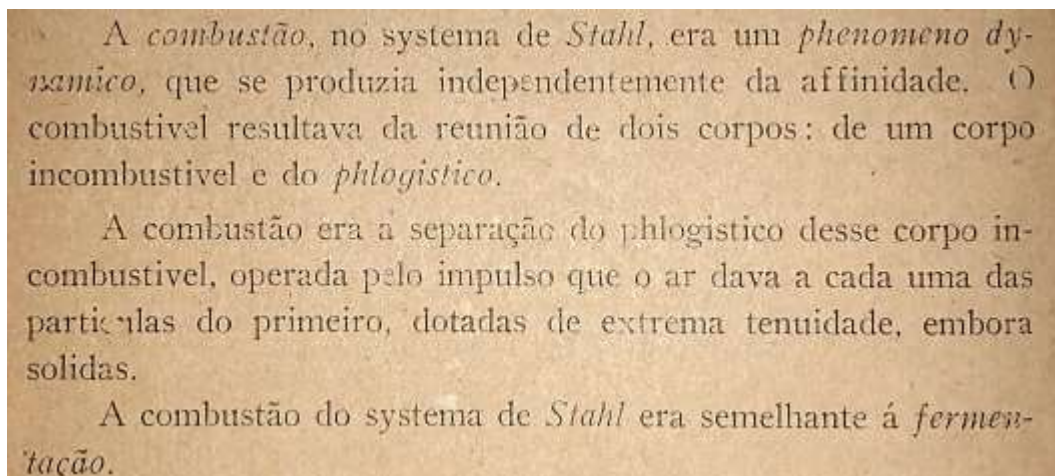 A combustão, no systema de Stahl, era um phenomeno dy-
namico, que se produzia independentemente da affinidade. O
combustivel resultava da reunião de dois corpos: de um corpo
incombustivel e do phlogistico.
A combustão era a separação do phlogistico desse corpo in-
combustivel, operada pelo impulso que o ar dava a cada uma das
particulas do primeiro, dotadas de extrema tenuidade, embora
solidas.
A combustão do systema de Stahl era semelhante á fermen-
tação.